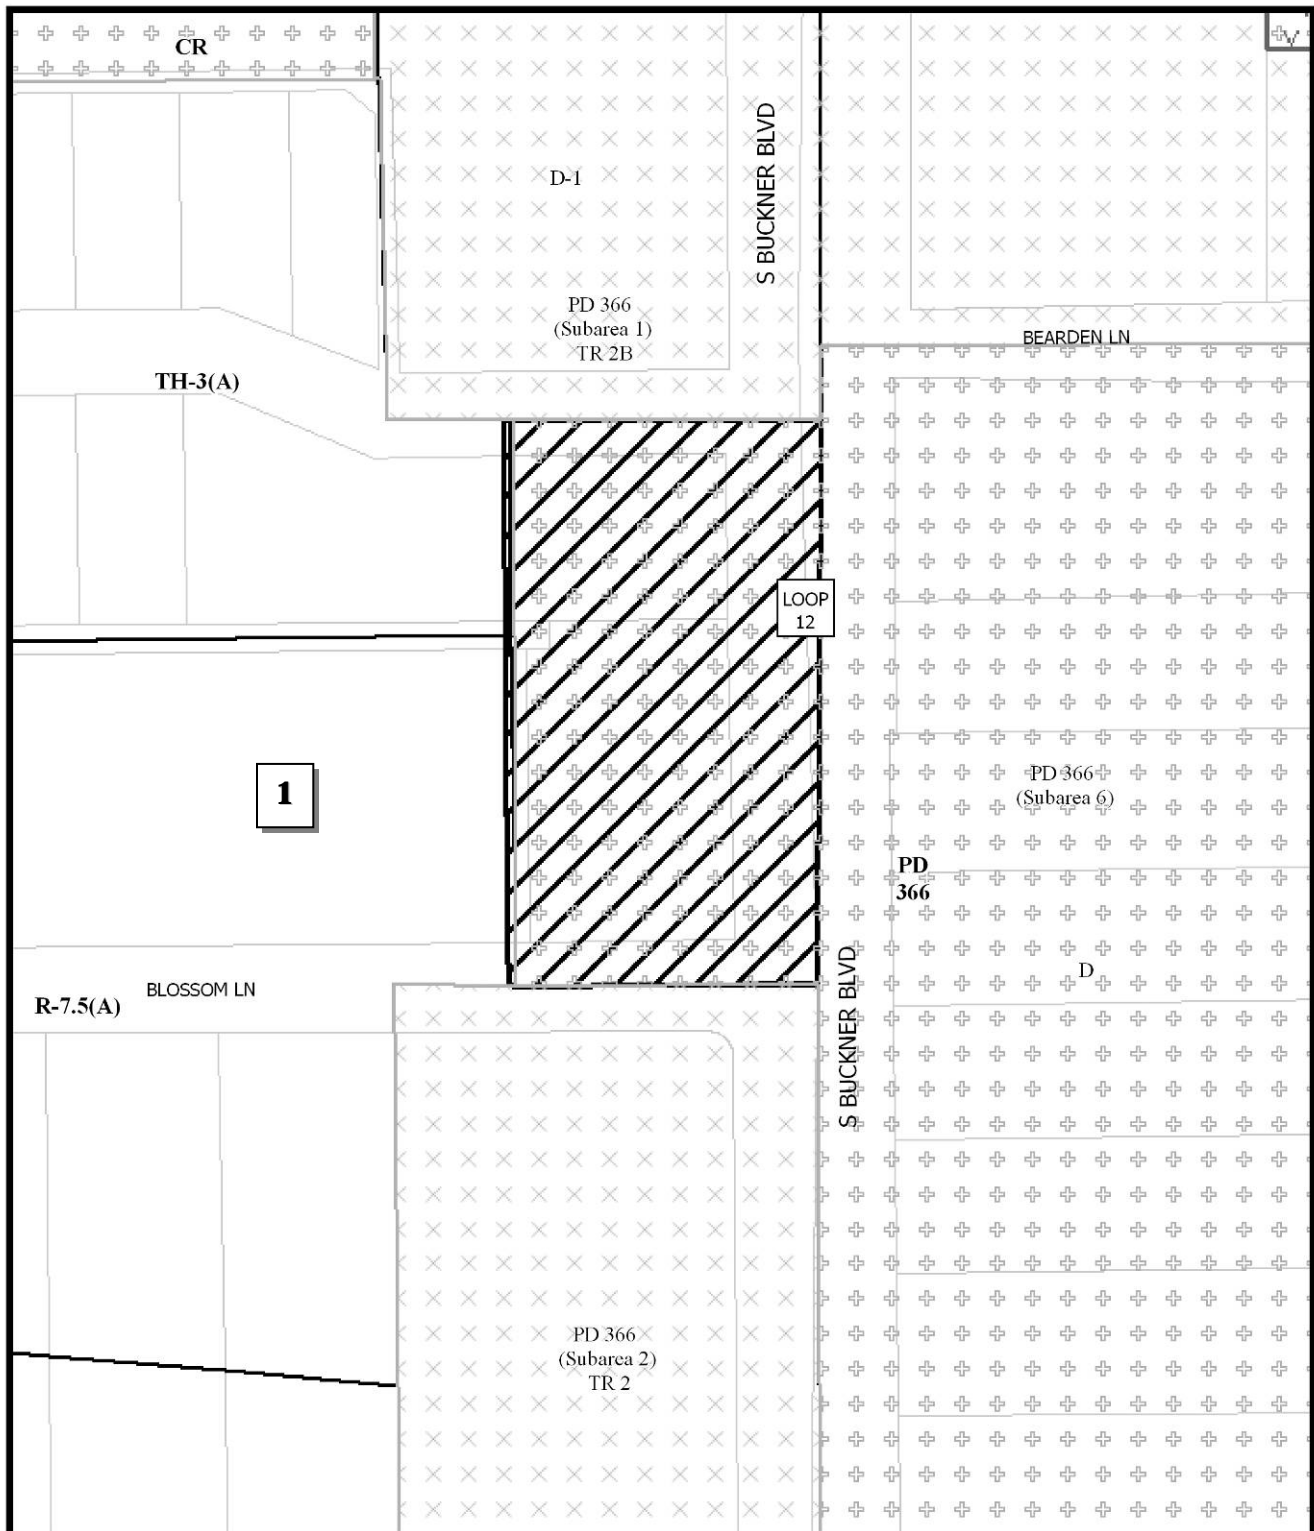 CR
D-1
S BUCKNER BLVD
PD 366
(Subarea 1)
TR 2B
BEARDEN LN
TH-3(A)
LOOP
12
1
PD 366
(Subarea 6)
PD
366
D
BLOSSOM LN
R-7.5(A)
S BUCKNER BLVD
PD 366
(Subarea 2)
TR 2